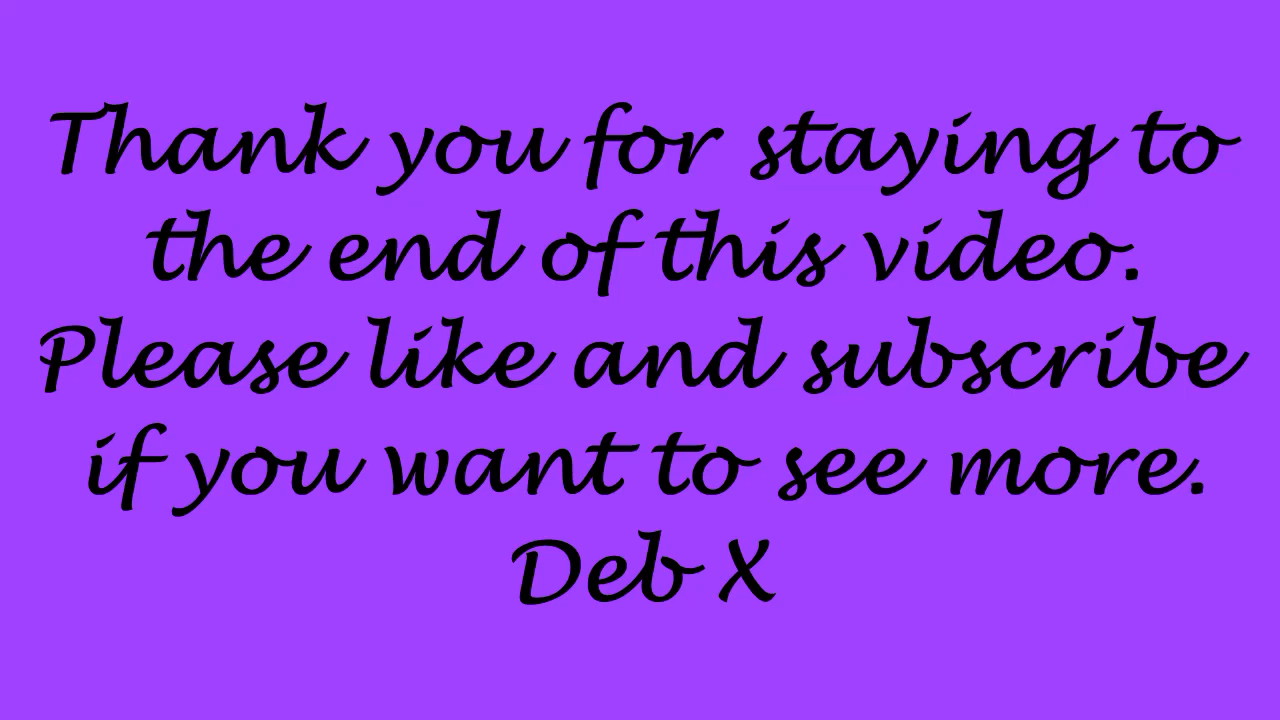 Thank you for staying to
the end of this video.
Please like and subscribe
if you want to see more.
Deb X